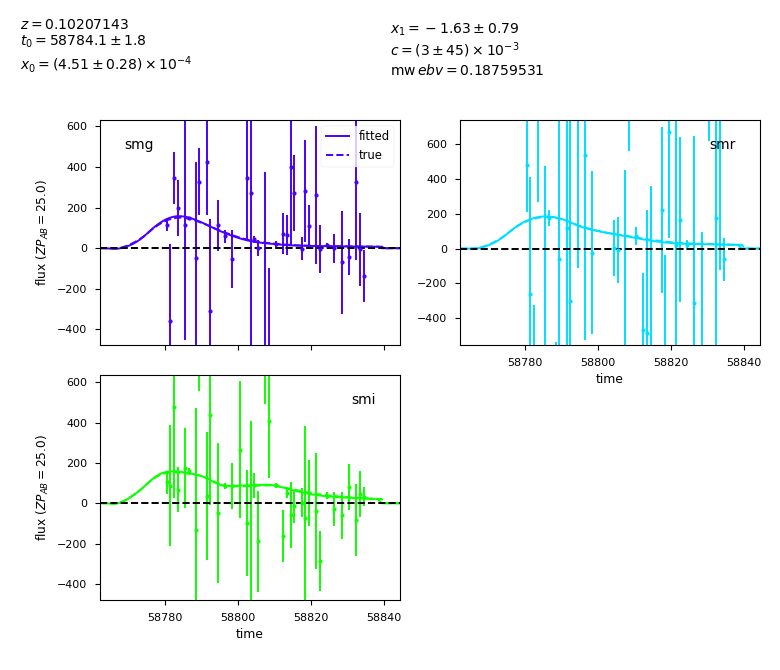 z = 0.10207143
t₀ = 58784.1 ± 1.8
x₀ = (4.51 ± 0.28) × 10⁻⁴
x₁ = −1.63 ± 0.79
c = (3 ± 45) × 10⁻³
mw ebv = 0.18759531
smg
fitted
true
600
400
200
0
−200
−400
flux (ZP_AB = 25.0)
smr
600
400
200
0
−200
−400
58780 58800 58820 58840
time
smi
600
400
200
0
−200
−400
flux (ZP_AB = 25.0)
58780 58800 58820 58840
time